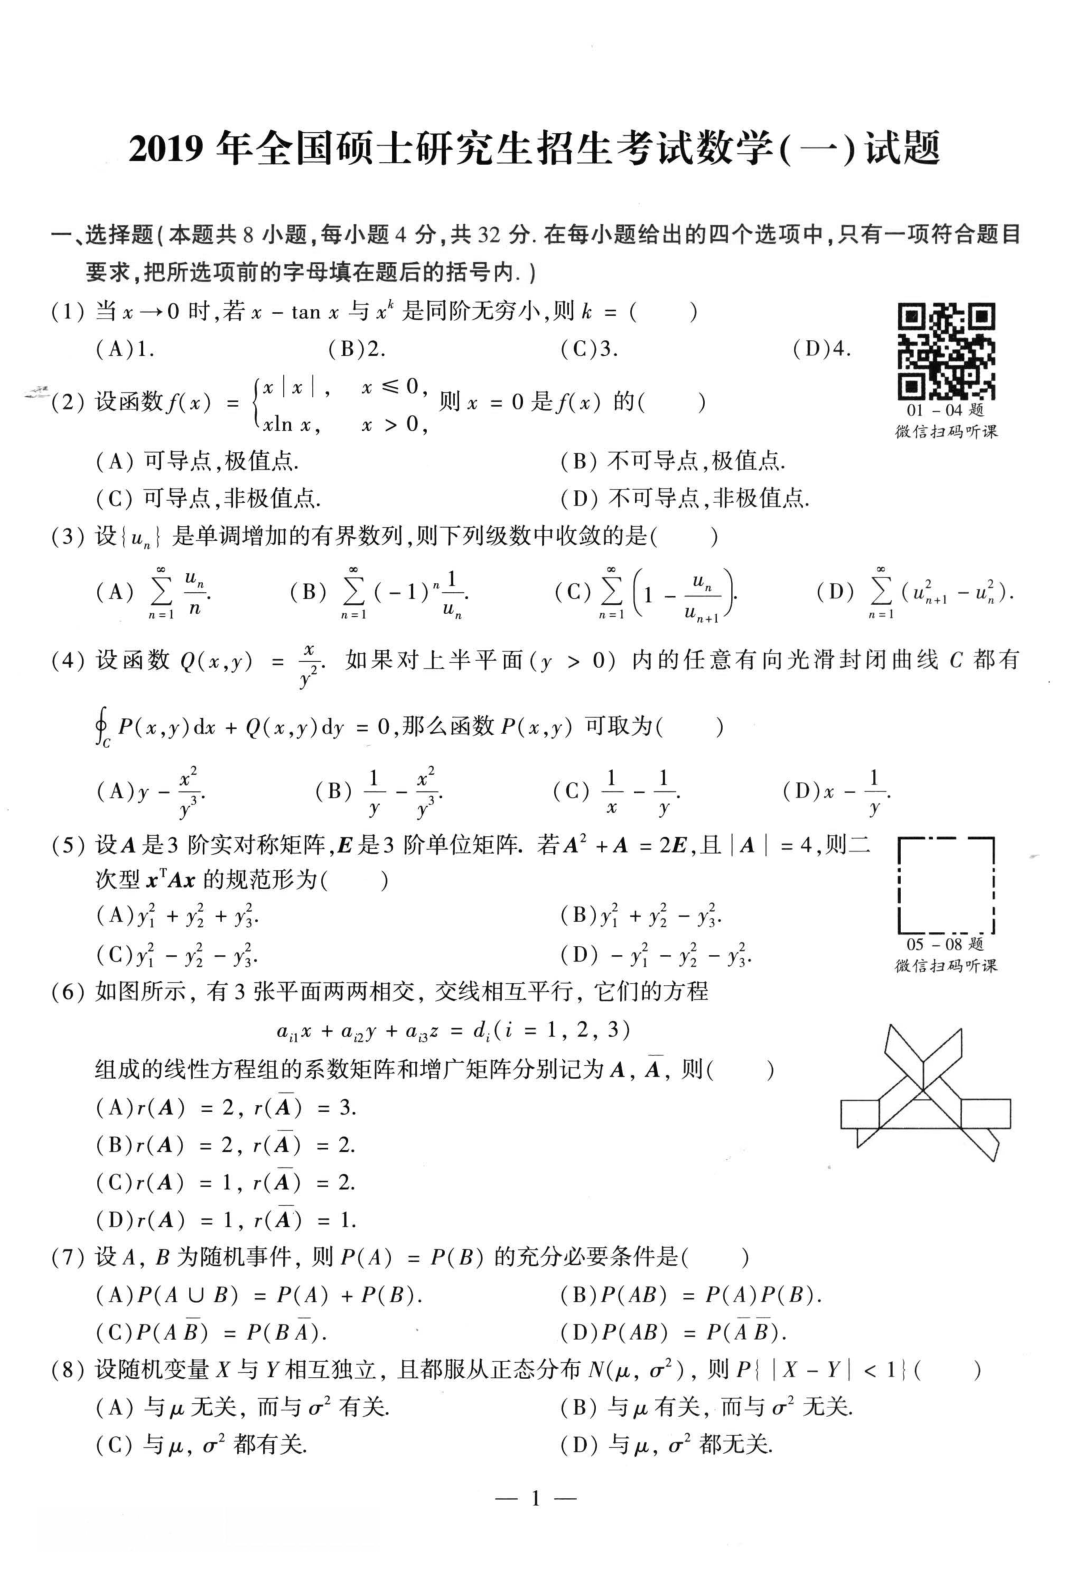 2019 年全国硕士研究生招生考试数学(一)试题
一、选择题(本题共 8 小题,每小题 4 分,共 32 分. 在每小题给出的四个选项中,只有一项符合题目
要求,把所选项前的字母填在题后的括号内. )
(1) 当 x → 0 时,若 x - tan x 与 x^k 是同阶无穷小,则 k = ( )
(A)1. (B)2. (C)3. (D)4.
(2) 设函数 f(x) = { x|x|, x ≤ 0, xln x, x > 0, 则 x = 0 是 f(x) 的( )
01 - 04 题
微信扫码听课
(A) 可导点,极值点. (B) 不可导点,极值点.
(C) 可导点,非极值点. (D) 不可导点,非极值点.
(3) 设{u_n} 是单调增加的有界数列,则下列级数中收敛的是( )
(A) ∑_{n=1}^{∞} u_n/n. (B) ∑_{n=1}^{∞} (-1)^n 1/u_n. (C) ∑_{n=1}^{∞} (1 - u_n/u_{n+1}). (D) ∑_{n=1}^{∞} (u_{n+1}^2 - u_n^2).
(4) 设函数 Q(x,y) = x/y^2. 如果对上半平面(y > 0) 内的任意有向光滑封闭曲线 C 都有
∮_C P(x,y)dx + Q(x,y)dy = 0,那么函数 P(x,y) 可取为( )
(A)y - x^2/y^3. (B) 1/y - x^2/y^3. (C) 1/x - 1/y. (D)x - 1/y.
(5) 设 A 是 3 阶实对称矩阵,E 是 3 阶单位矩阵. 若 A^2 + A = 2E,且 |A| = 4,则二
次型 x^T Ax 的规范形为( )
(A)y_1^2 + y_2^2 + y_3^2. (B)y_1^2 + y_2^2 - y_3^2.
(C)y_1^2 - y_2^2 - y_3^2. (D) - y_1^2 - y_2^2 - y_3^2.
05 - 08 题
微信扫码听课
(6) 如图所示, 有 3 张平面两两相交, 交线相互平行, 它们的方程
a_{i1}x + a_{i2}y + a_{i3}z = d_i(i = 1, 2, 3)
组成的线性方程组的系数矩阵和增广矩阵分别记为 A, A̅, 则( )
(A)r(A) = 2, r(A̅) = 3.
(B)r(A) = 2, r(A̅) = 2.
(C)r(A) = 1, r(A̅) = 2.
(D)r(A) = 1, r(A̅) = 1.
(7) 设 A, B 为随机事件, 则 P(A) = P(B) 的充分必要条件是( )
(A)P(A ∪ B) = P(A) + P(B). (B)P(AB) = P(A)P(B).
(C)P(A B̅) = P(B A̅). (D)P(AB) = P(A̅ B̅).
(8) 设随机变量 X 与 Y 相互独立, 且都服从正态分布 N(μ, σ^2), 则 P{ |X - Y| < 1}( )
(A) 与 μ 无关, 而与 σ^2 有关. (B) 与 μ 有关, 而与 σ^2 无关.
(C) 与 μ, σ^2 都有关. (D) 与 μ, σ^2 都无关.
— 1 —